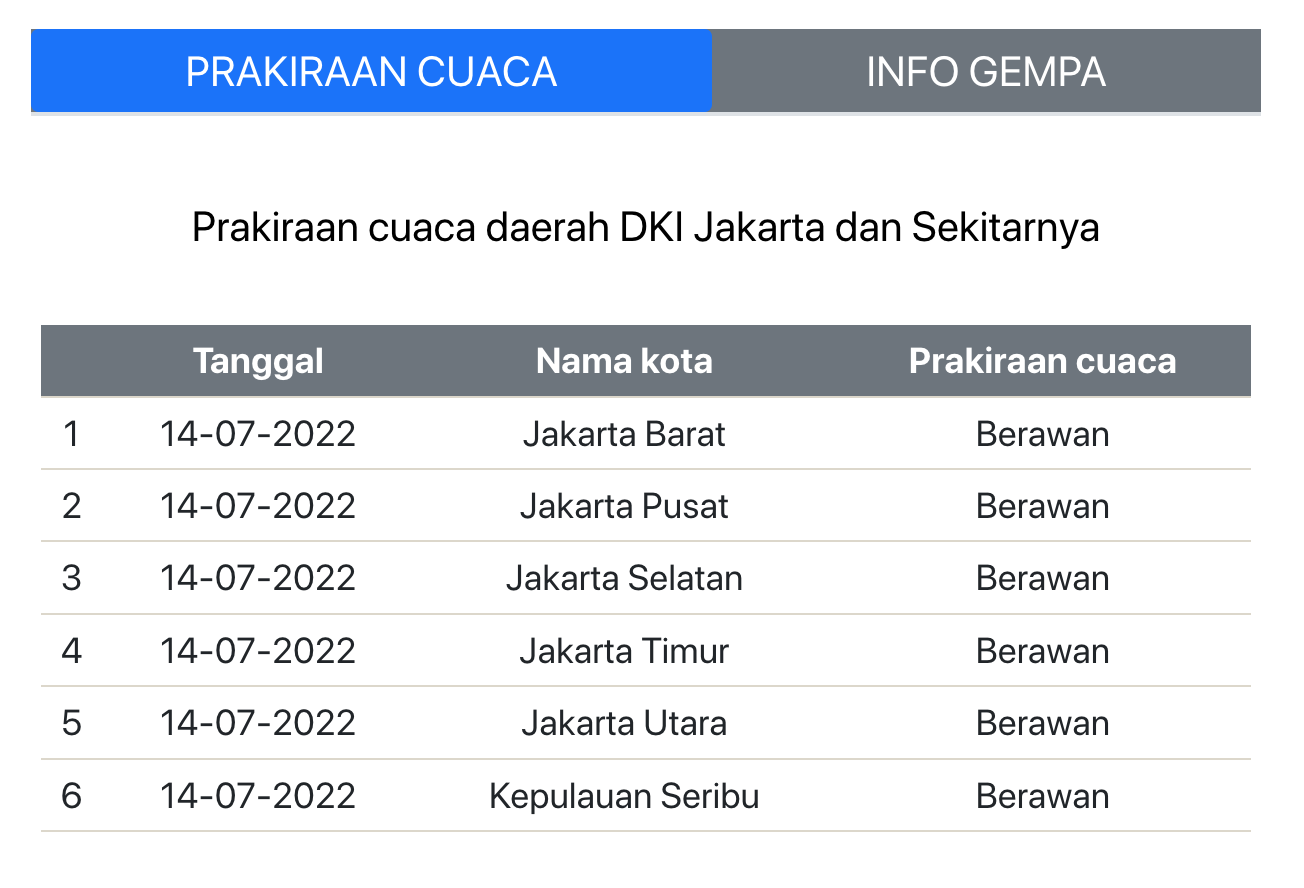 PRAKIRAAN CUACA INFO GEMPA
Prakiraan cuaca daerah DKI Jakarta dan Sekitarnya
Tanggal Nama kota Prakiraan cuaca
1 14-07-2022 Jakarta Barat Berawan
2 14-07-2022 Jakarta Pusat Berawan
3 14-07-2022 Jakarta Selatan Berawan
4 14-07-2022 Jakarta Timur Berawan
5 14-07-2022 Jakarta Utara Berawan
6 14-07-2022 Kepulauan Seribu Berawan